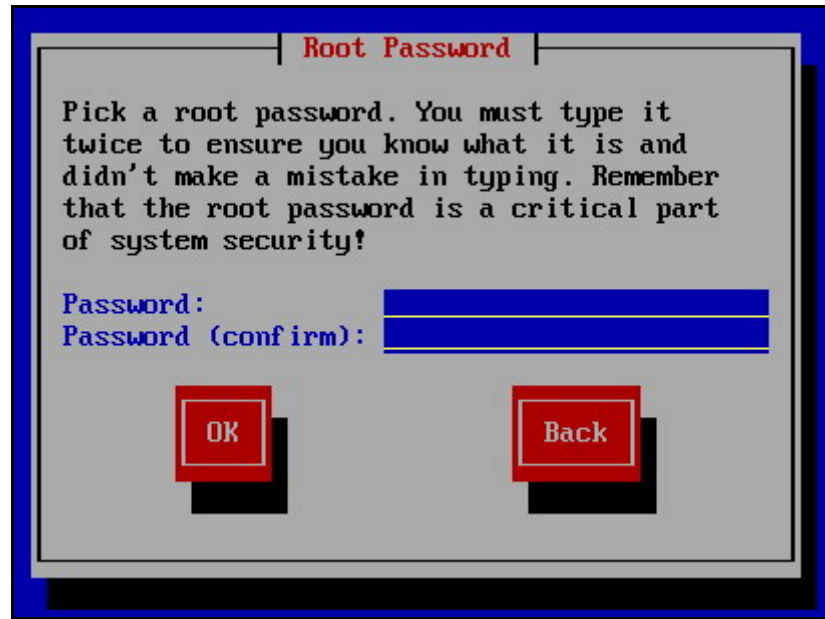 Root Password
Pick a root password. You must type it
twice to ensure you know what it is and
didn't make a mistake in typing. Remember
that the root password is a critical part
of system security!
Password:
Password (confirm):
OK Back